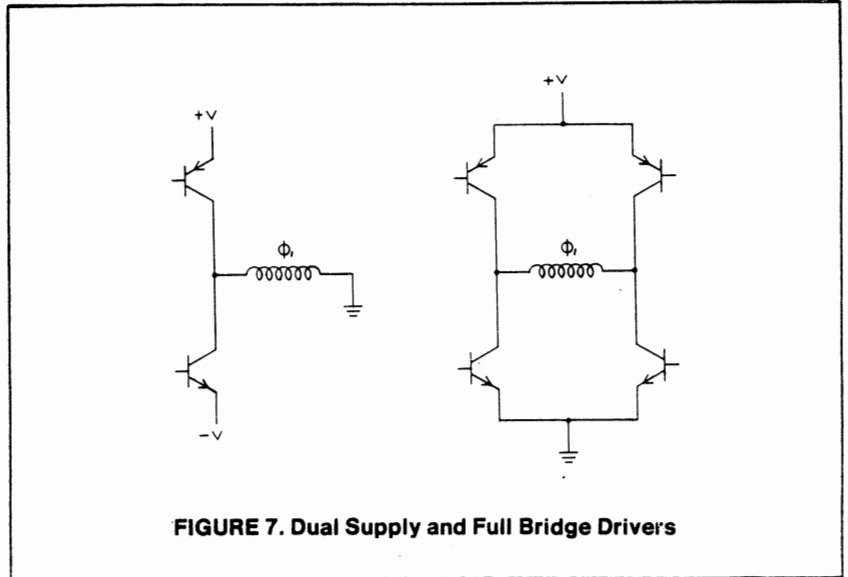 +V
Φ₁
-V
+V
Φ₁
FIGURE 7. Dual Supply and Full Bridge Drivers